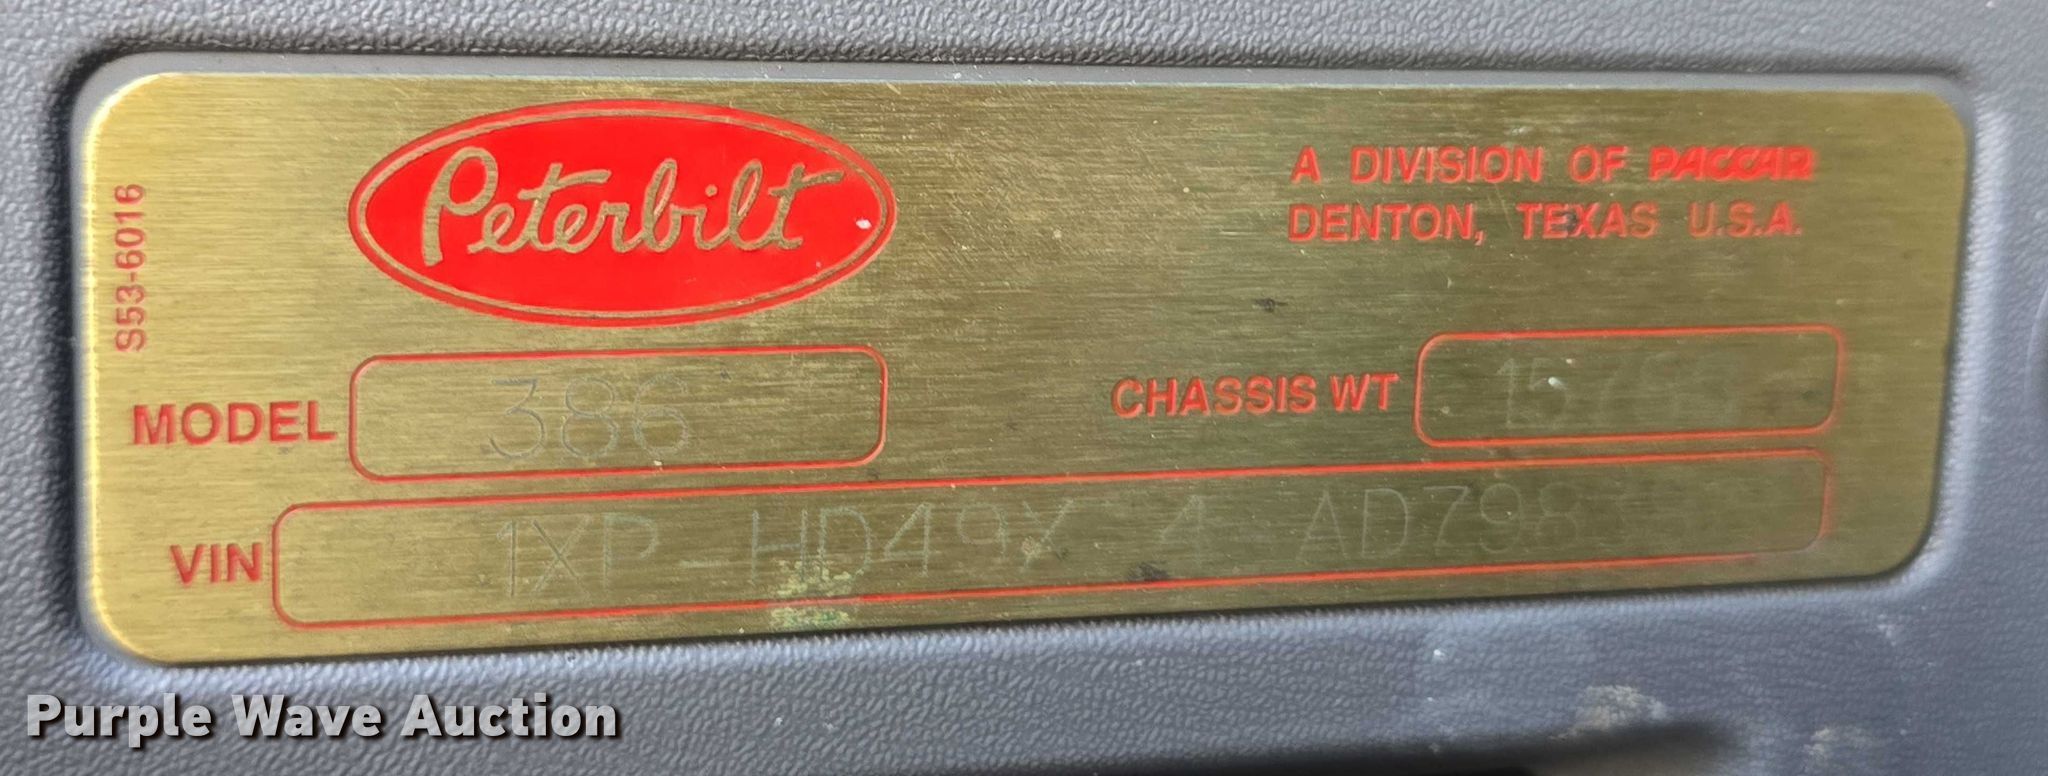 Peterbilt
A DIVISION OF PACCAR
DENTON, TEXAS U.S.A.
S53-6016
MODEL 386
CHASSIS WT
VIN 1XP-HD49X 4
Purple Wave Auction